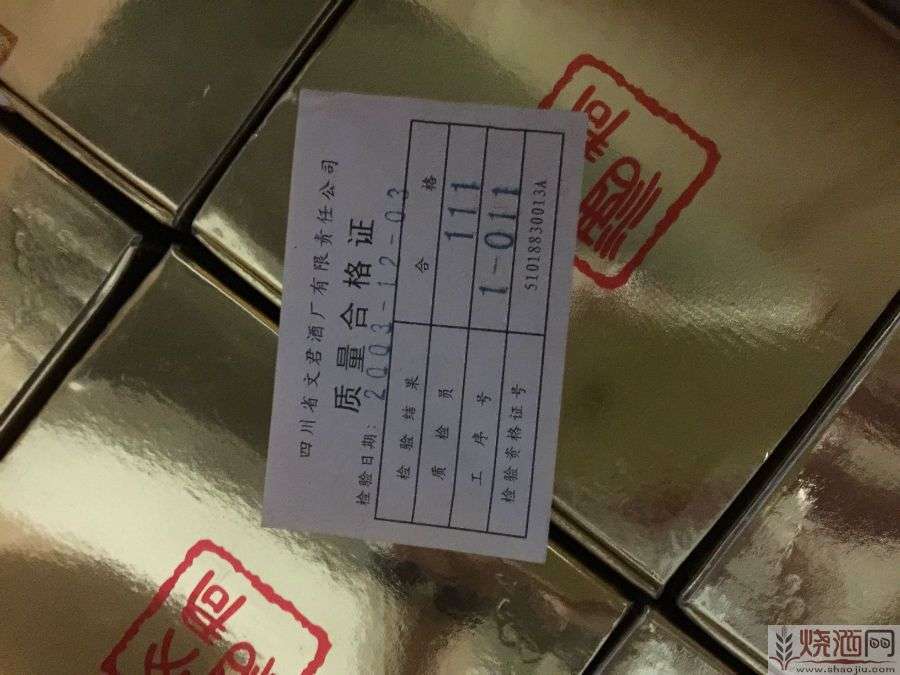 四川省文君酒厂有限责任公司
质量合格证
检验日期: 2003-12-03
检验结果 合格
质检员 111
工序号 1-011
检验资格证号 51018830013A
烧酒网
www.shaojiu.com